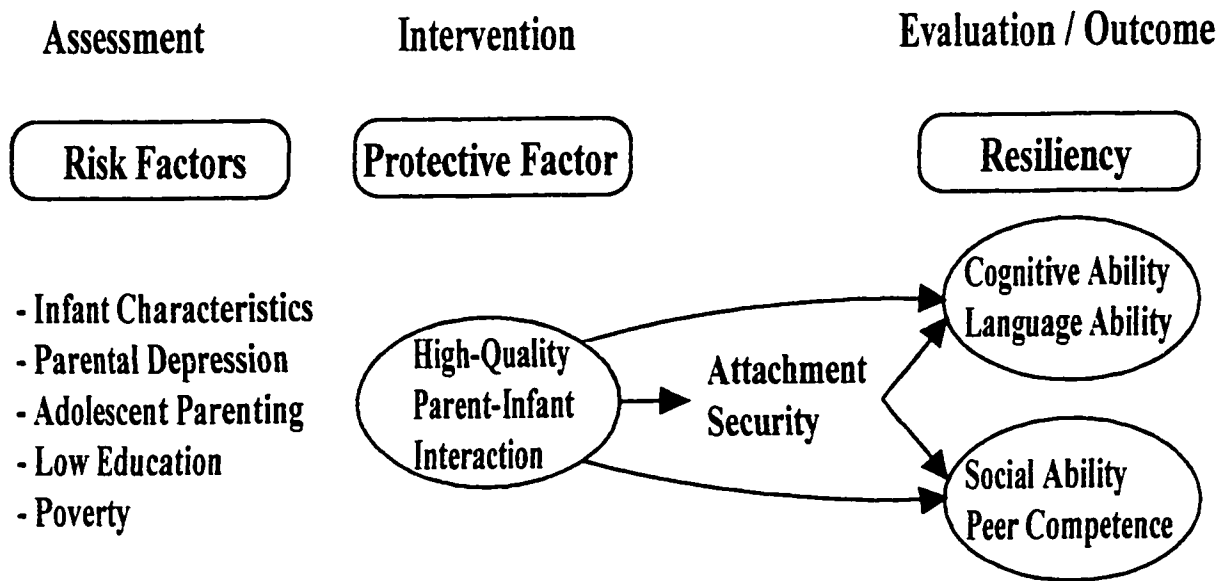 Assessment
Intervention
Evaluation / Outcome
Risk Factors
Protective Factor
Resiliency
- Infant Characteristics
- Parental Depression
- Adolescent Parenting
- Low Education
- Poverty
High-Quality
Parent-Infant
Interaction
Attachment
Security
Cognitive Ability
Language Ability
Social Ability
Peer Competence